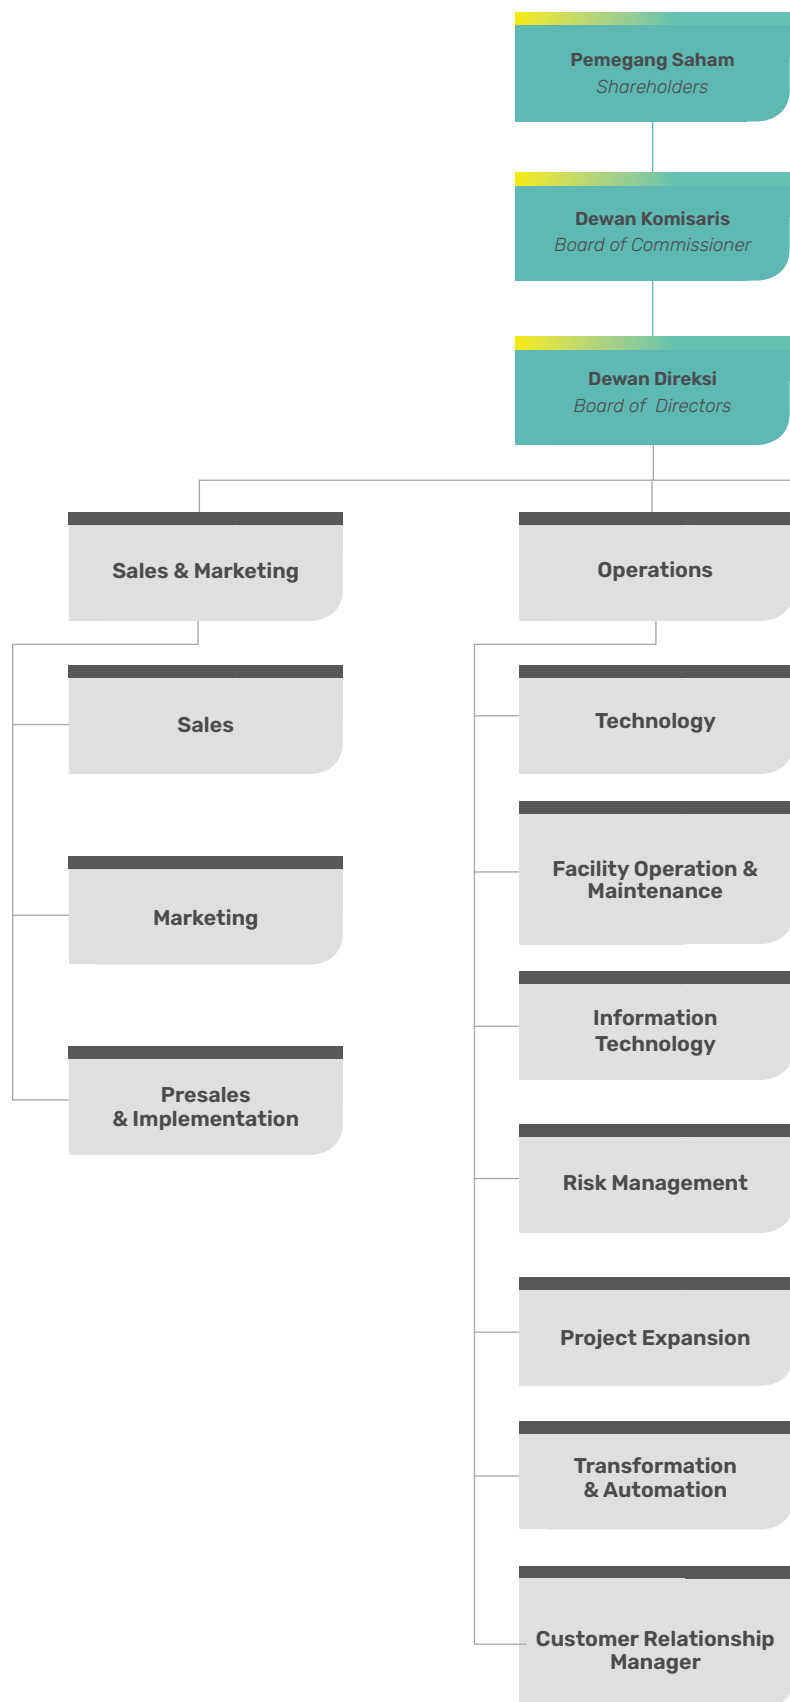 Pemegang Saham
Shareholders
Dewan Komisaris
Board of Commissioner
Dewan Direksi
Board of Directors
Sales & Marketing
Sales
Marketing
Presales
& Implementation
Operations
Technology
Facility Operation &
Maintenance
Information
Technology
Risk Management
Project Expansion
Transformation
& Automation
Customer Relationship
Manager